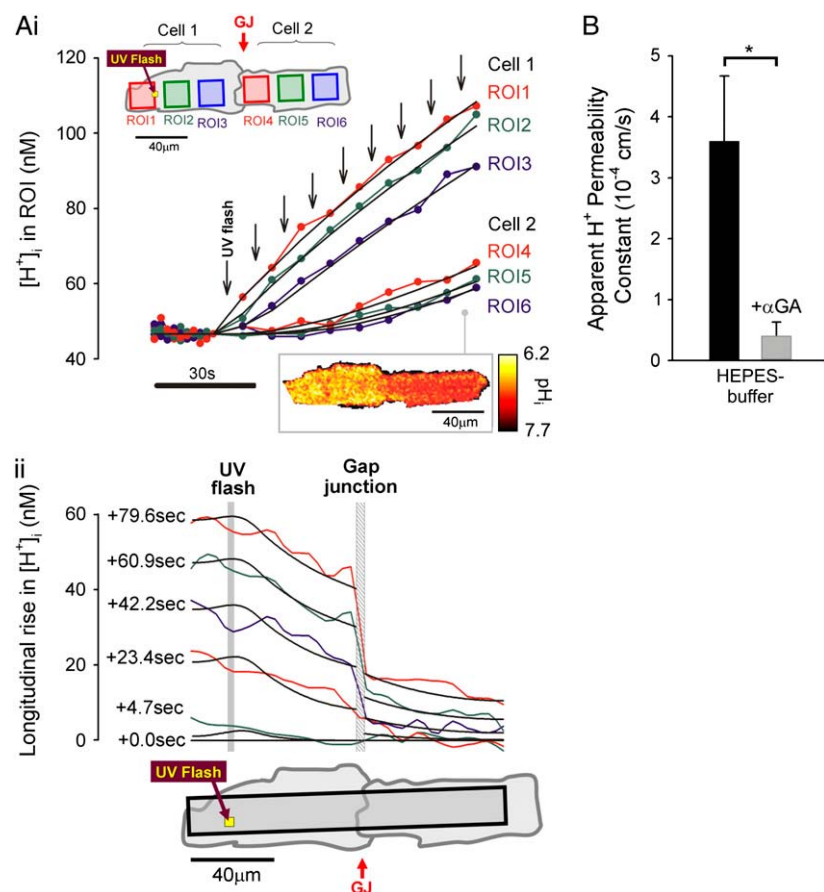 Ai
GJ
Cell 1
Cell 2
UV Flash
ROI1
ROI2
ROI3
ROI4
ROI5
ROI6
40μm
[H⁺]ᵢ in ROI (nM)
120
100
80
60
40
UV flash
Cell 1
ROI1
ROI2
ROI3
Cell 2
ROI4
ROI5
ROI6
30s
40μm
6.2
pHᵢ
7.7
B
Apparent H⁺ Permeability
Constant (10⁻⁴ cm/s)
5
4
3
2
1
0
*
+αGA
HEPES-
buffer
ii
UV
flash
Gap
junction
Longitudinal rise in [H⁺]ᵢ (nM)
60
40
20
0
+79.6sec
+60.9sec
+42.2sec
+23.4sec
+4.7sec
+0.0sec
UV Flash
40μm
GJ